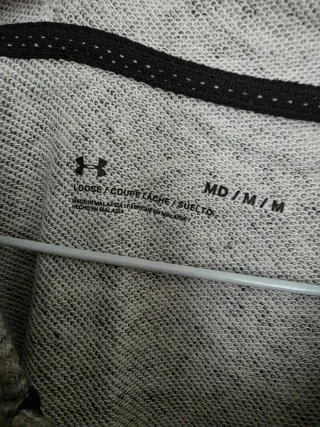 LOOSE / COUPE LÂCHE / SUELTO
MD / M / M
MADE IN MALAYSIA / FABRIQUÉ EN MALAISIE
HECHO EN MALASIA